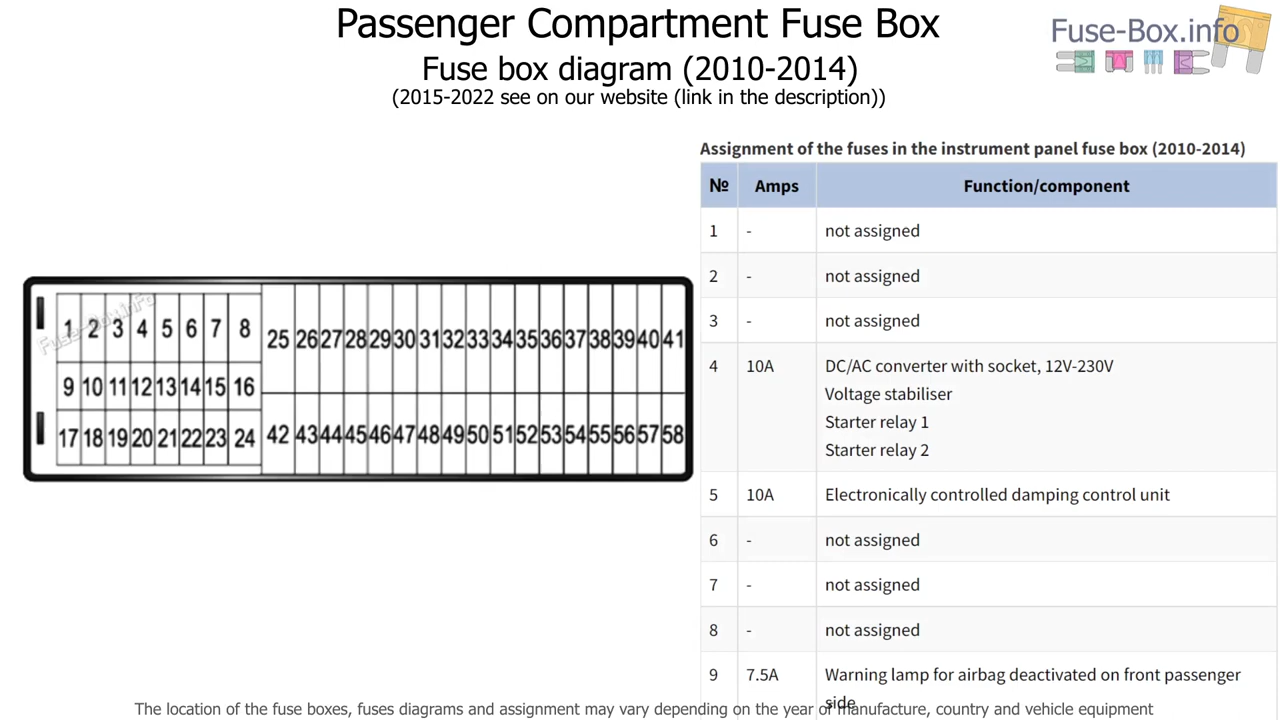 Passenger Compartment Fuse Box
Fuse box diagram (2010-2014)
(2015-2022 see on our website (link in the description))
Fuse-Box.info
Assignment of the fuses in the instrument panel fuse box (2010-2014)
№ Amps Function/component
1 - not assigned
2 - not assigned
3 - not assigned
4 10A DC/AC converter with socket, 12V-230V
Voltage stabiliser
Starter relay 1
Starter relay 2
5 10A Electronically controlled damping control unit
6 - not assigned
7 - not assigned
8 - not assigned
9 7.5A Warning lamp for airbag deactivated on front passenger
side
Fuse-Box.info
1 2 3 4 5 6 7 8
9 10 11 12 13 14 15 16
17 18 19 20 21 22 23 24
25 26 27 28 29 30 31 32 33 34 35 36 37 38 39 40 41
42 43 44 45 46 47 48 49 50 51 52 53 54 55 56 57 58
The location of the fuse boxes, fuses diagrams and assignment may vary depending on the year of manufacture, country and vehicle equipment